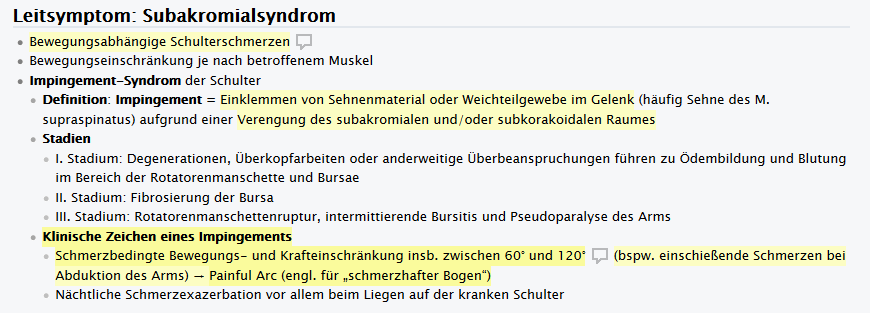 Leitsymptom: Subakromialsyndrom
Bewegungsabhängige Schulterschmerzen
Bewegungseinschränkung je nach betroffenem Muskel
Impingement-Syndrom der Schulter
Definition: Impingement = Einklemmen von Sehnenmaterial oder Weichteilgewebe im Gelenk (häufig Sehne des M.
supraspinatus) aufgrund einer Verengung des subakromialen und/oder subkorakoidalen Raumes
Stadien
I. Stadium: Degenerationen, Überkopfarbeiten oder anderweitige Überbeanspruchungen führen zu Ödembildung und Blutung
im Bereich der Rotatorenmanschette und Bursae
II. Stadium: Fibrosierung der Bursa
III. Stadium: Rotatorenmanschettenruptur, intermittierende Bursitis und Pseudoparalyse des Arms
Klinische Zeichen eines Impingements
Schmerzbedingte Bewegungs- und Krafteinschränkung insb. zwischen 60° und 120° (bspw. einschießende Schmerzen bei
Abduktion des Arms) → Painful Arc (engl. für „schmerzhafter Bogen“)
Nächtliche Schmerzexazerbation vor allem beim Liegen auf der kranken Schulter